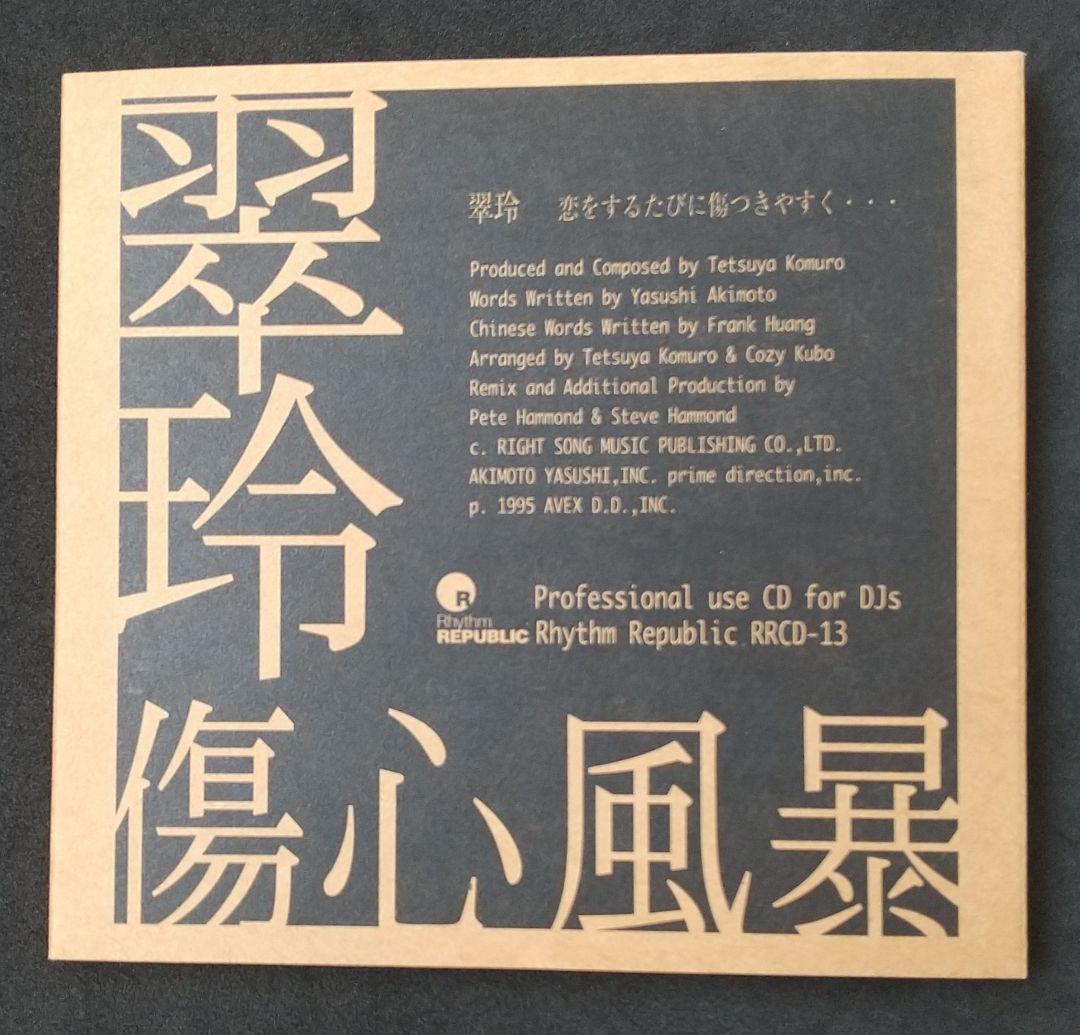 翠玲
翠玲 恋をするたびに傷つきやすく・・・
Produced and Composed by Tetsuya Komuro
Words Written by Yasushi Akimoto
Chinese Words Written by Frank Huang
Arranged by Tetsuya Komuro & Cozy Kubo
Remix and Additional Production by
Pete Hammond & Steve Hammond
c. RIGHT SONG MUSIC PUBLISHING CO.,LTD.
AKIMOTO YASUSHI,INC. prime direction,inc.
p. 1995 AVEX D.D.,INC.
R
Rhythm
REPUBLIC
Professional use CD for DJs
Rhythm Republic RRCD-13
傷心風暴